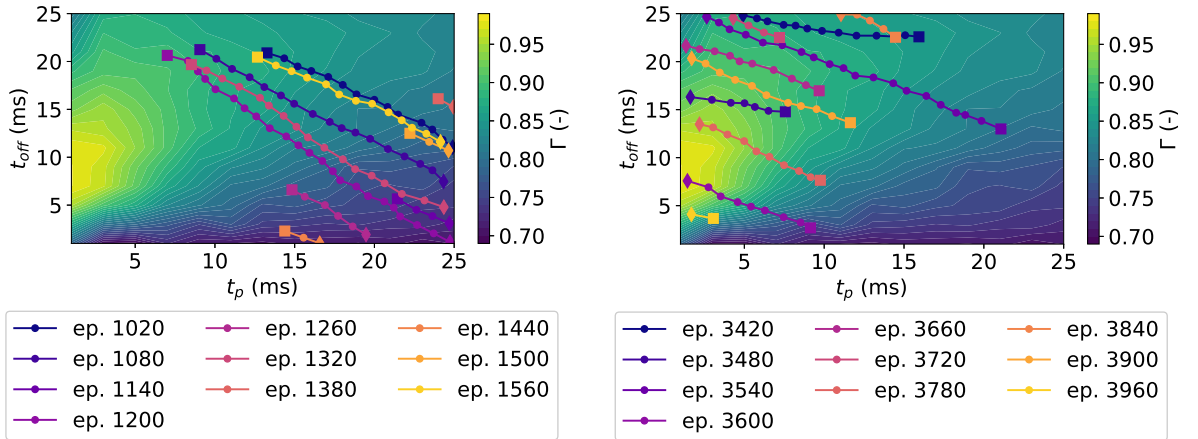 25
20
15
10
5
t_off (ms)
5 10 15 20 25
t_p (ms)
0.95
0.90
0.85
0.80
0.75
0.70
Γ (-)
ep. 1020 ep. 1260 ep. 1440
ep. 1080 ep. 1320 ep. 1500
ep. 1140 ep. 1380 ep. 1560
ep. 1200
25
20
15
10
5
t_off (ms)
5 10 15 20 25
t_p (ms)
0.95
0.90
0.85
0.80
0.75
0.70
Γ (-)
ep. 3420 ep. 3660 ep. 3840
ep. 3480 ep. 3720 ep. 3900
ep. 3540 ep. 3780 ep. 3960
ep. 3600